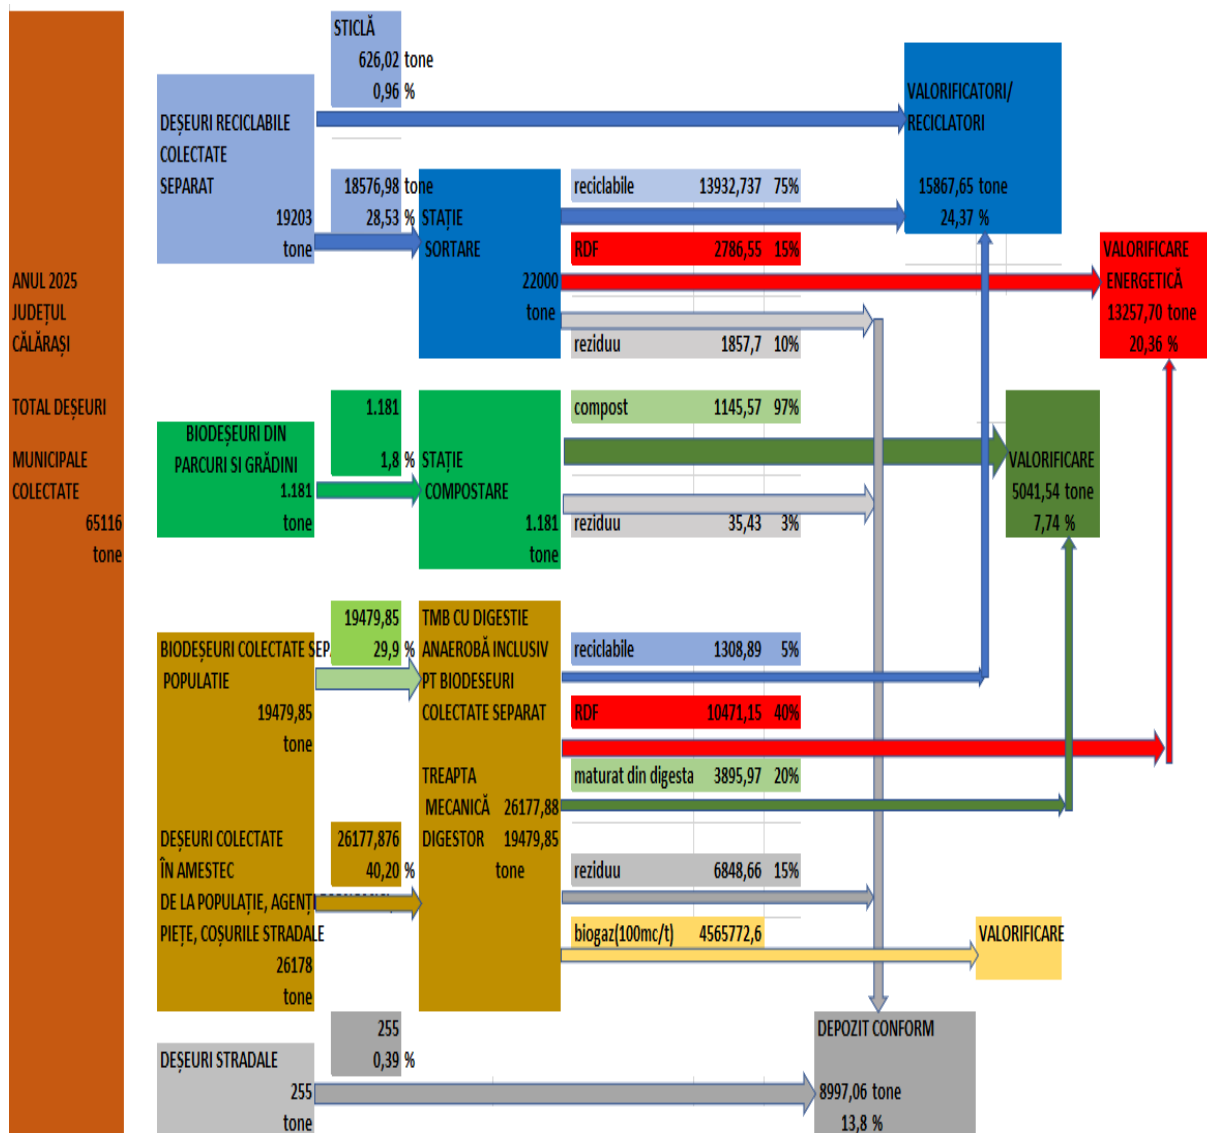 ANUL 2025
JUDEȚUL
CĂLĂRAȘI
TOTAL DEȘEURI
MUNICIPALE
COLECTATE
65116
tone
DEȘEURI RECICLABILE
COLECTATE
SEPARAT
19203
tone
STICLĂ
626,02 tone
0,96 %
18576,98 tone
28,53 %
STAȚIE
SORTARE
22000
tone
reciclabile 13932,737 75%
RDF 2786,55 15%
reziduu 1857,7 10%
VALORIFICATORI/
RECICLATORI
15867,65 tone
24,37 %
VALORIFICARE
ENERGETICĂ
13257,70 tone
20,36 %
BIODEȘEURI DIN
PARCURI SI GRĂDINI
1.181
tone
1.181
1,8 %
STAȚIE
COMPOSTARE
1.181
tone
compost 1145,57 97%
reziduu 35,43 3%
VALORIFICARE
5041,54 tone
7,74 %
BIODEȘEURI COLECTATE SEP
POPULATIE
19479,85
tone
19479,85
29,9 %
DEȘEURI COLECTATE
ÎN AMESTEC
DE LA POPULAȚIE, AGENȚI
PIEȚE, COȘURILE STRADALE
26178
tone
26177,876
40,20 %
TMB CU DIGESTIE
ANAEROBĂ INCLUSIV
PT BIODESEURI
COLECTATE SEPARAT
TREAPTA
MECANICĂ 26177,88
DIGESTOR 19479,85
tone
reciclabile 1308,89 5%
RDF 10471,15 40%
maturat din digesta 3895,97 20%
reziduu 6848,66 15%
biogaz(100mc/t) 4565772,6
VALORIFICARE
DEȘEURI STRADALE
255
tone
255
0,39 %
DEPOZIT CONFORM
8997,06 tone
13,8 %